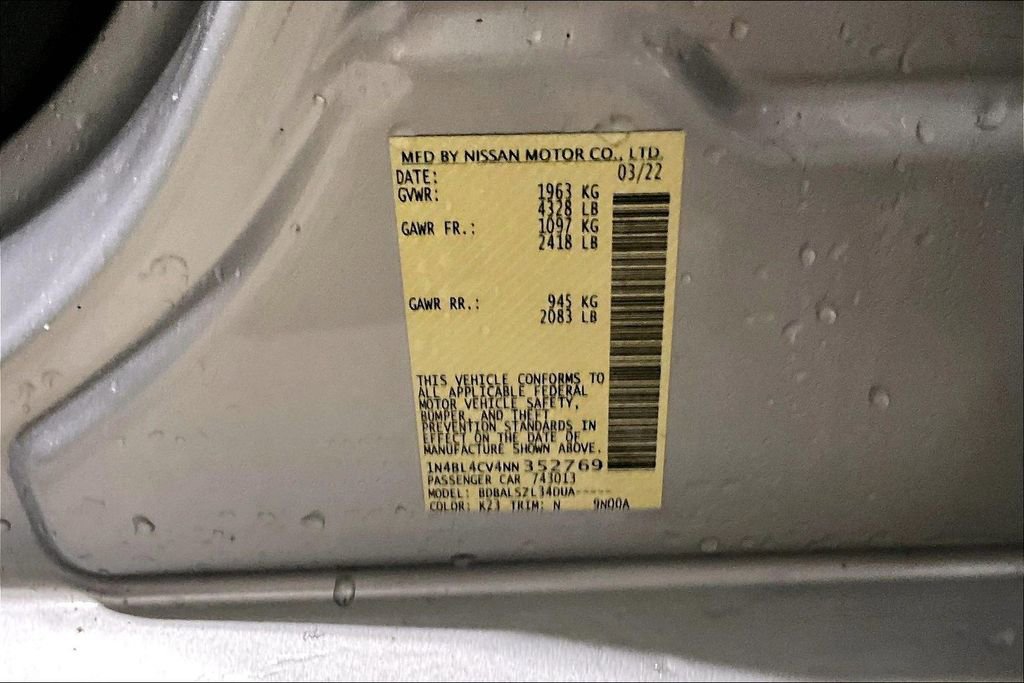 MFD BY NISSAN MOTOR CO., LTD.
DATE: 03/22
GVWR: 1963 KG
4328 LB
GAWR FR.: 1097 KG
2418 LB
GAWR RR.: 945 KG
2083 LB
THIS VEHICLE CONFORMS TO
ALL APPLICABLE FEDERAL
MOTOR VEHICLE SAFETY,
BUMPER, AND THEFT
PREVENTION STANDARDS IN
EFFECT ON THE DATE OF
MANUFACTURE SHOWN ABOVE.
1N4BL4CV4NN352769
PASSENGER CAR 743013
MODEL: BDBALSZL34DUA-----
COLOR: K23 TRIM: N 9N00A